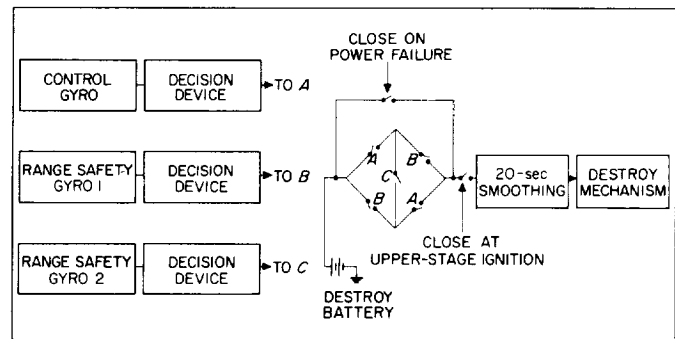 CONTROL
GYRO
DECISION
DEVICE
TO A
RANGE SAFETY
GYRO 1
DECISION
DEVICE
TO B
RANGE SAFETY
GYRO 2
DECISION
DEVICE
TO C
CLOSE ON
POWER FAILURE
A
B
C
B
A
DESTROY
BATTERY
CLOSE AT
UPPER-STAGE IGNITION
20-sec
SMOOTHING
DESTROY
MECHANISM